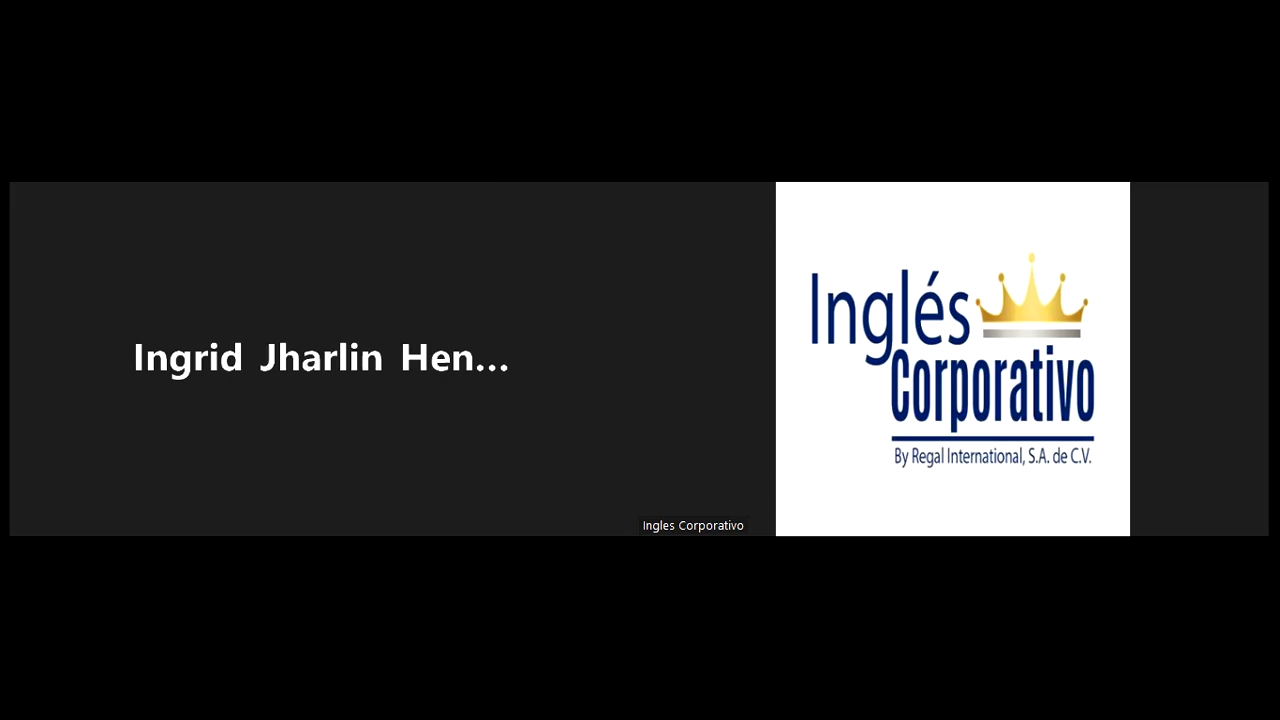 Ingrid Jharlin Hen...
Ingles Corporativo
Inglés
Corporativo
By Regal International, S.A. de C.V.